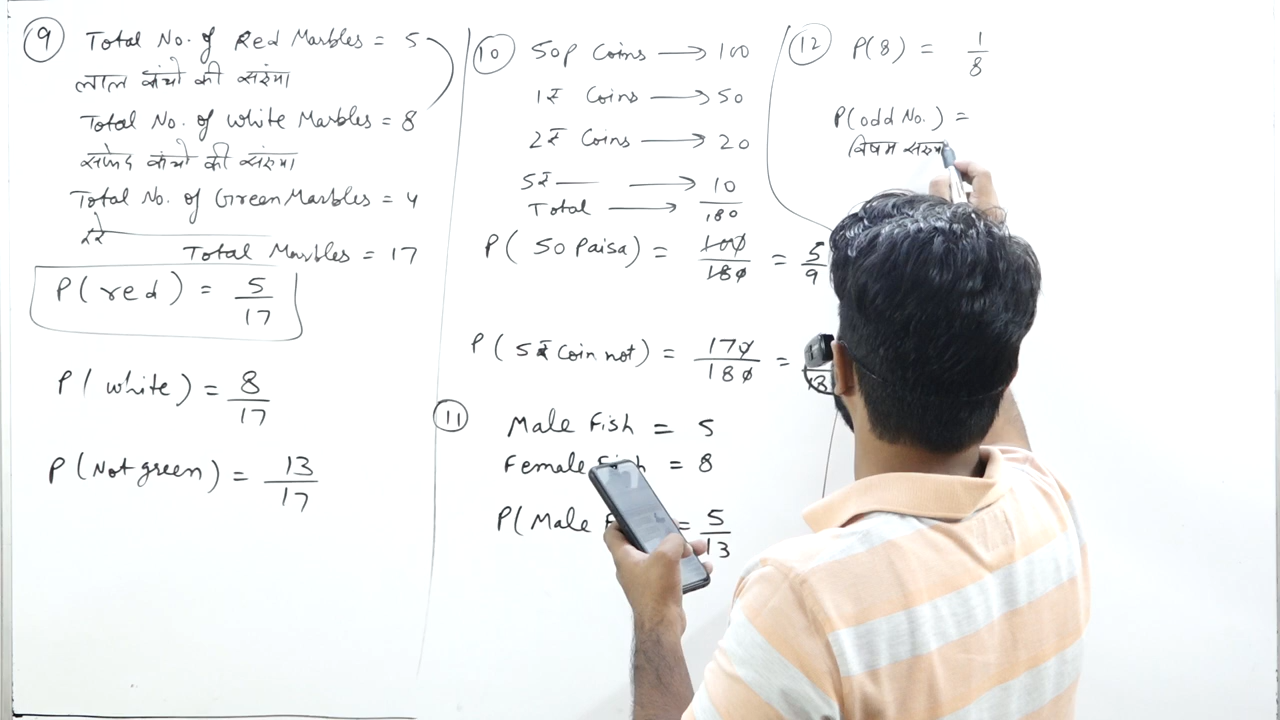 9 Total No. of Red Marbles = 5
लाल कंचो की संख्या
Total No. of White Marbles = 8
सफेद कंचो की संख्या
Total No. of Green Marbles = 4
हरे
Total Marbles = 17
P( red ) = 5/17
P( white ) = 8/17
P(Not green) = 13/17
10 50p Coins → 100
1₹ Coins → 50
2₹ Coins → 20
5₹ → 10
Total → 180
P( 50 Paisa) = 100/180 = 5/9
P( 5₹ Coin not) = 170/180 =
11 Male Fish = 5
Female Fish = 8
P(Male = 5/13
12 P(8) = 1/8
P(odd No.) =
विषम